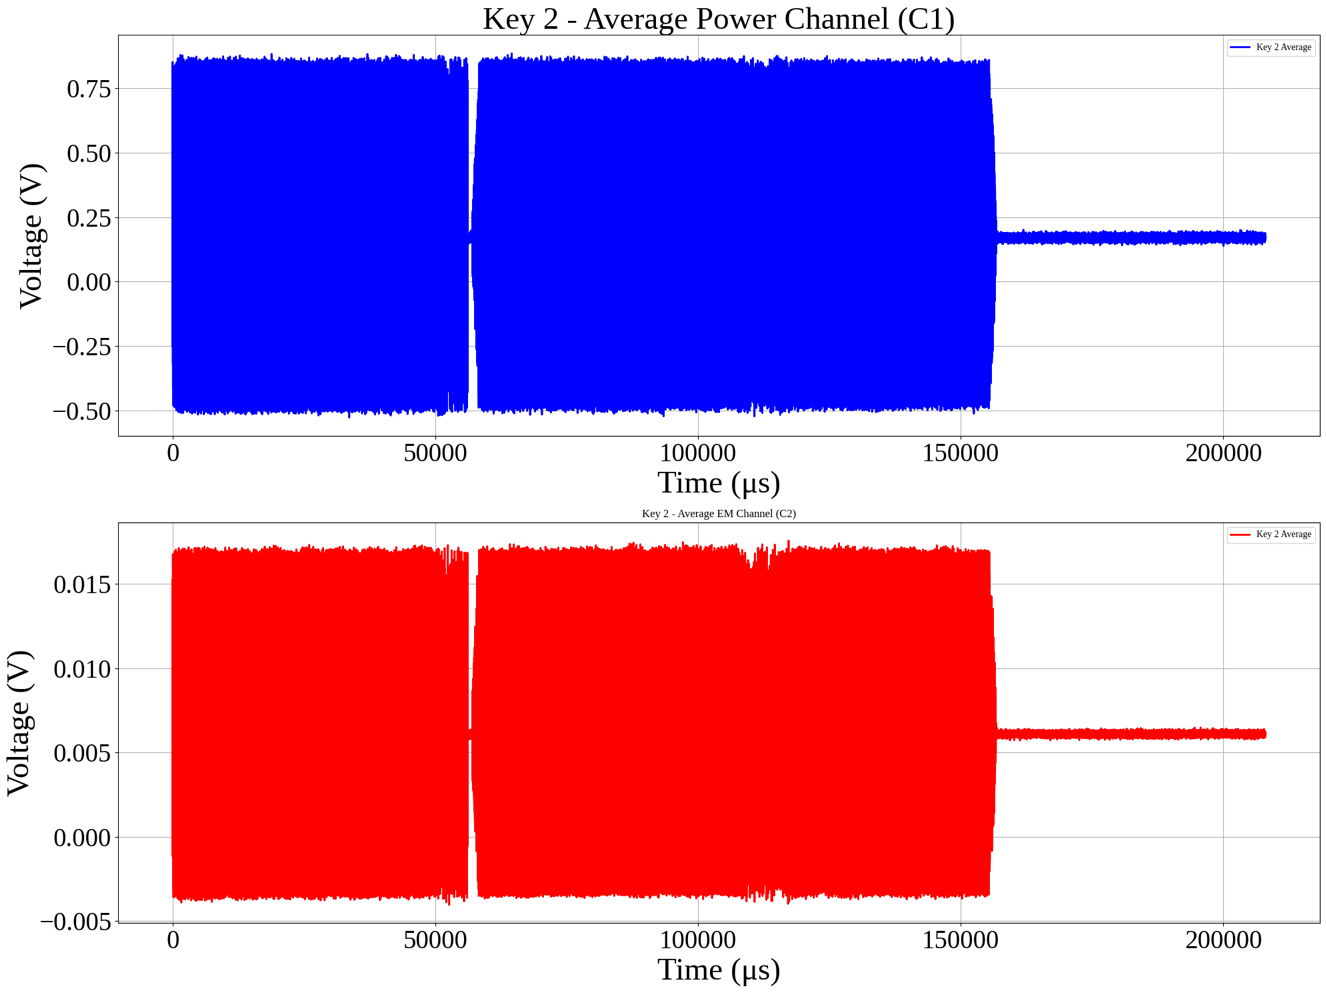 Key 2 - Average Power Channel (C1)
Key 2 Average
0.75
0.50
0.25
0.00
−0.25
−0.50
Voltage (V)
0 50000 100000 150000 200000
Time (μs)
Key 2 - Average EM Channel (C2)
Key 2 Average
0.015
0.010
0.005
0.000
−0.005
Voltage (V)
0 50000 100000 150000 200000
Time (μs)